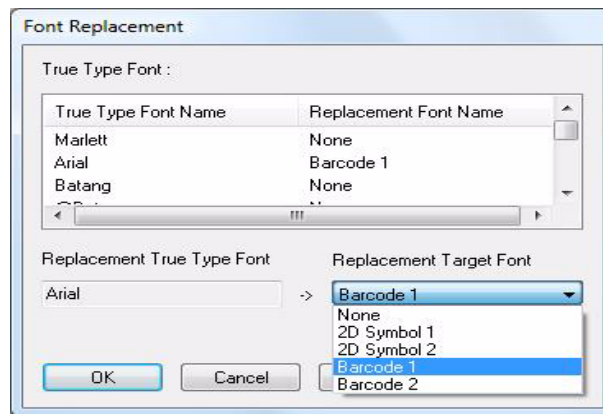 Font Replacement
True Type Font :
True Type Font Name Replacement Font Name
Marlett None
Arial Barcode 1
Batang None
Replacement True Type Font Replacement Target Font
Arial -> Barcode 1
None
2D Symbol 1
2D Symbol 2
Barcode 1
Barcode 2
OK Cancel